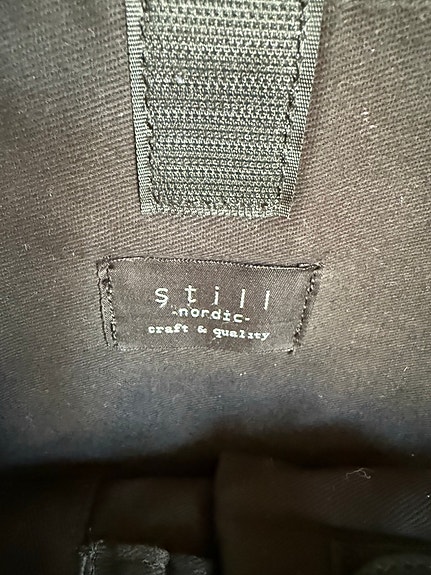 still
-nordic-
craft & quality